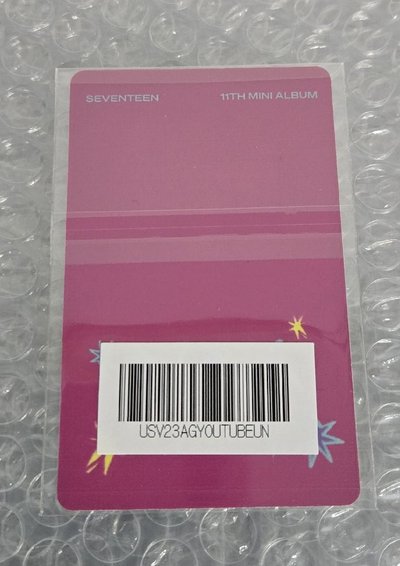 SEVENTEEN 11TH MINI ALBUM
USV23AGYOUTUBEUN